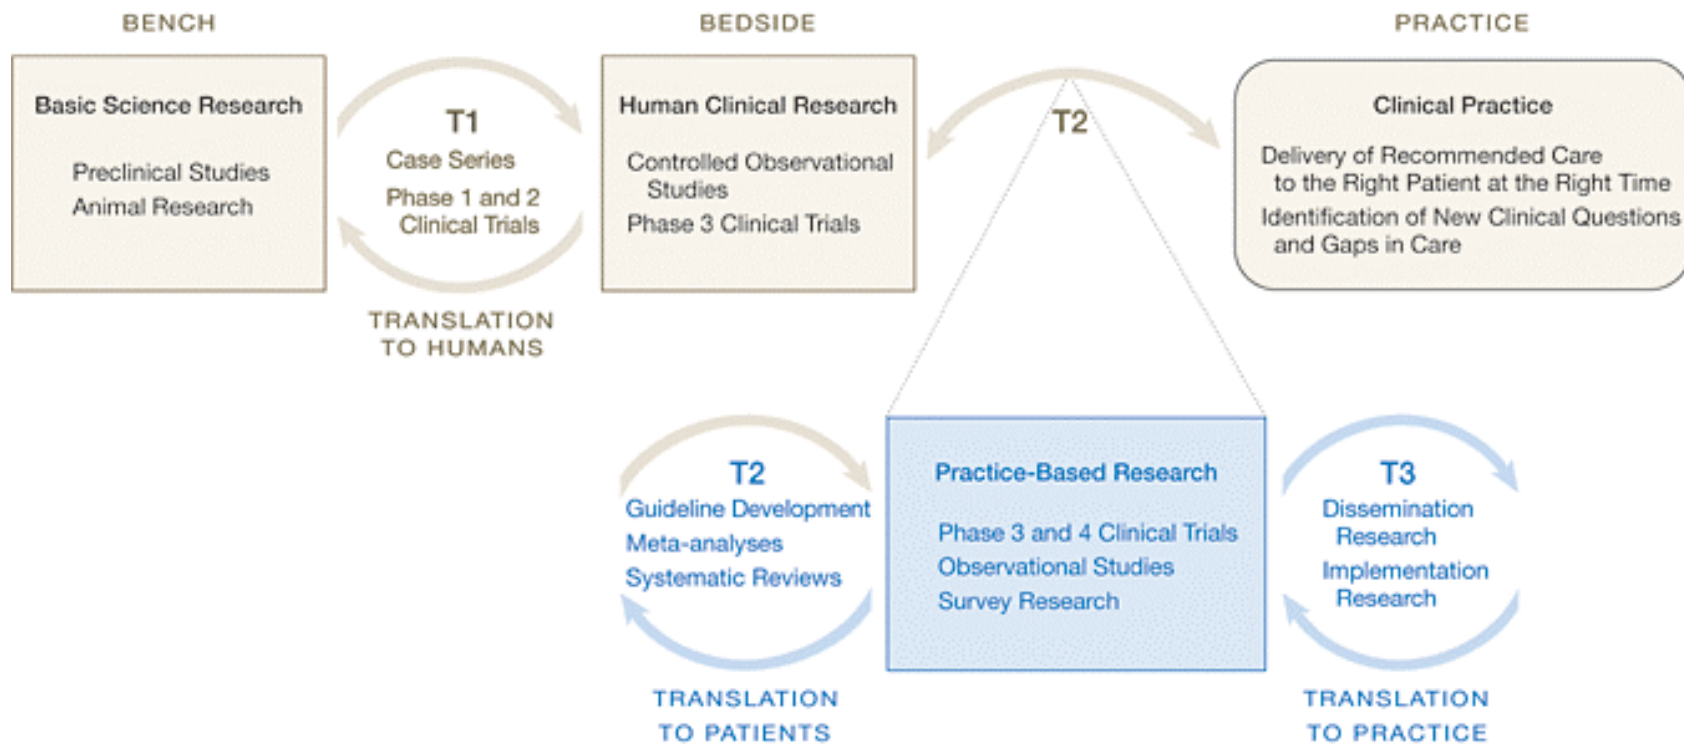 BENCH
Basic Science Research
Preclinical Studies
Animal Research
T1
Case Series
Phase 1 and 2
Clinical Trials
TRANSLATION
TO HUMANS
BEDSIDE
Human Clinical Research
Controlled Observational
Studies
Phase 3 Clinical Trials
T2
PRACTICE
Clinical Practice
Delivery of Recommended Care
to the Right Patient at the Right Time
Identification of New Clinical Questions
and Gaps in Care
T2
Guideline Development
Meta-analyses
Systematic Reviews
TRANSLATION
TO PATIENTS
Practice-Based Research
Phase 3 and 4 Clinical Trials
Observational Studies
Survey Research
T3
Dissemination
Research
Implementation
Research
TRANSLATION
TO PRACTICE